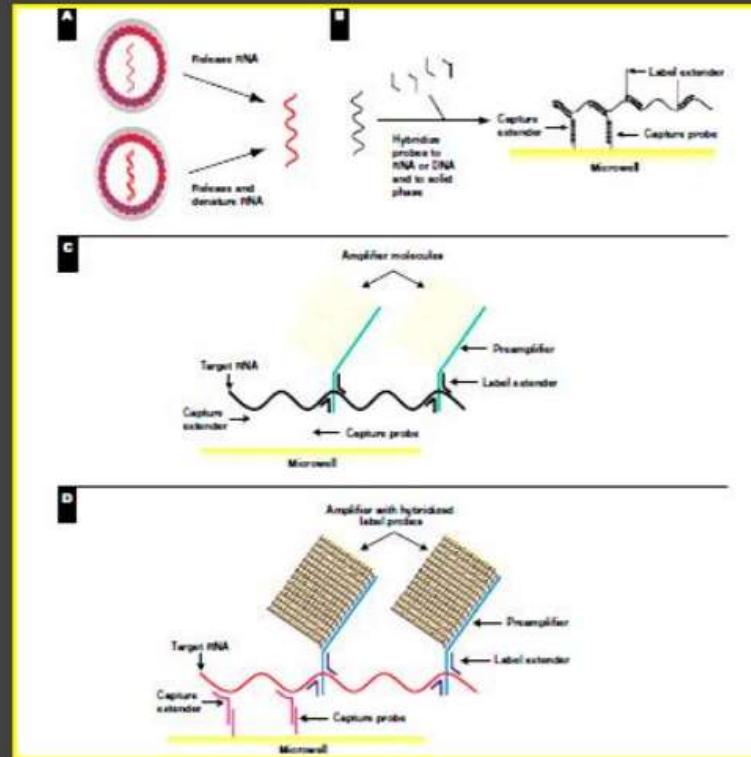 A
Release RNA
Release and
denature RNA
B
Hybridize
probes to
RNA or DNA
and to solid
phase
Label extender
Capture
extender
Capture probe
Microwell
C
Amplifier molecules
Preamplifier
Target RNA
Label extender
Capture
extender
Capture probe
Microwell
D
Amplifier with hybridized
label probes
Preamplifier
Target RNA
Label extender
Capture
extender
Capture probe
Microwell